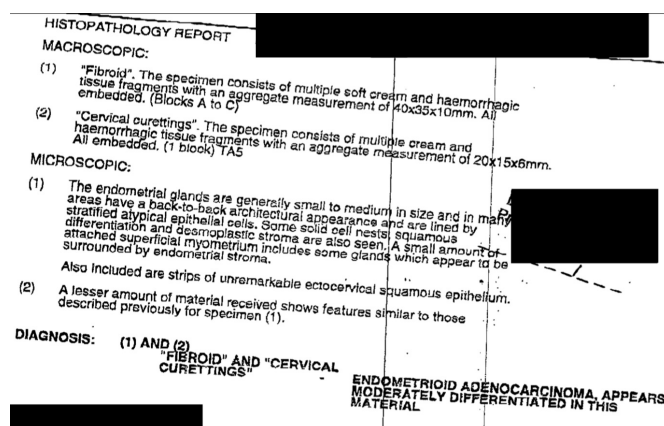 HISTOPATHOLOGY REPORT
MACROSCOPIC:
(1) "Fibroid". The specimen consists of multiple soft cream and haemorrhagic
tissue fragments with an aggregate measurement of 40x35x10mm. All
embedded. (Blocks A to C)
(2) "Cervical curettings". The specimen consists of multiple cream and
haemorrhagic tissue fragments with an aggregate measurement of 20x15x6mm.
All embedded. (1 block) TA5
MICROSCOPIC:
(1) The endometrial glands are generally small to medium in size and in many
areas have a back-to-back architectural appearance and are lined by
stratified atypical epithelial cells. Some solid cell nests, squamous
differentiation and desmoplastic stroma are also seen. A small amount of
attached superficial myometrium includes some glands which appear to be
surrounded by endometrial stroma.
Also included are strips of unremarkable ectocervical squamous epithelium.
(2) A lesser amount of material received shows features similar to those
described previously for specimen (1).
DIAGNOSIS: (1) AND (2)
"FIBROID" AND "CERVICAL
CURETTINGS"
ENDOMETRIOID ADENOCARCINOMA, APPEARS
MODERATELY DIFFERENTIATED IN THIS
MATERIAL